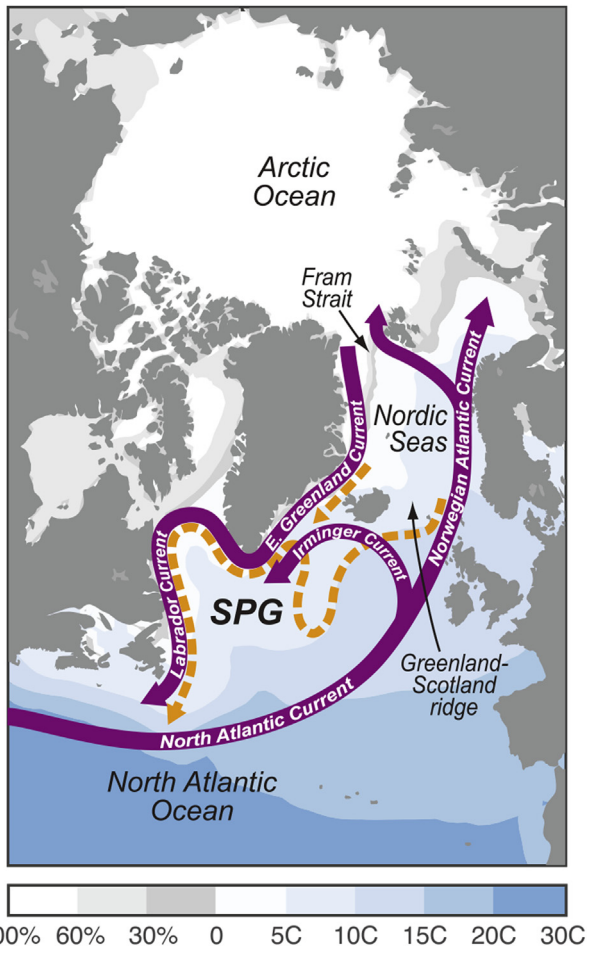 Arctic
Ocean
Fram
Strait
Nordic
Seas
Norwegian Atlantic Current
E. Greenland Current
Irminger Current
Labrador Current
SPG
Greenland-
Scotland
ridge
North Atlantic Current
North Atlantic
Ocean
00% 60% 30% 0 5C 10C 15C 20C 30C